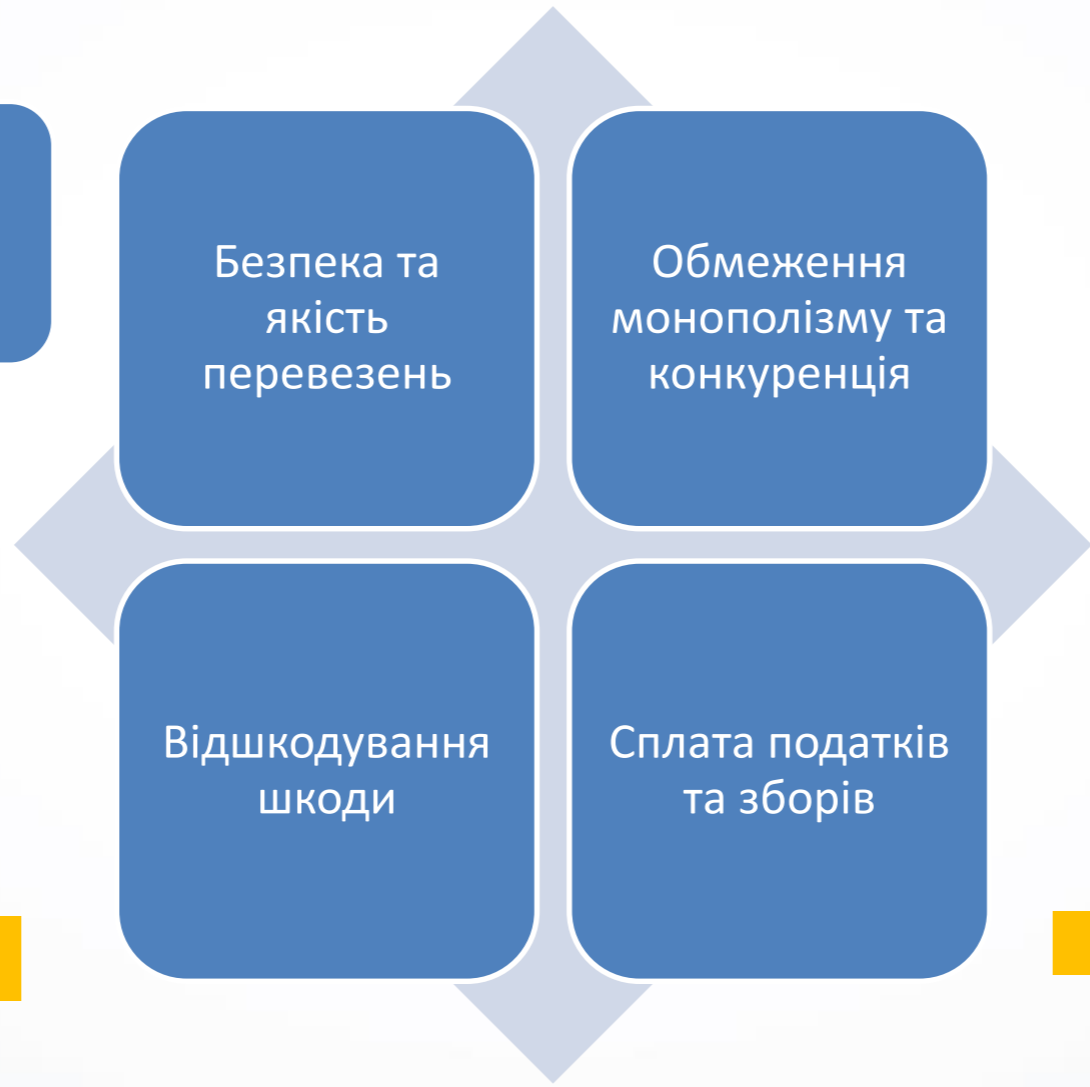 Безпека та
якість
перевезень
Обмеження
монополізму та
конкуренція
Відшкодування
шкоди
Сплата податків
та зборів